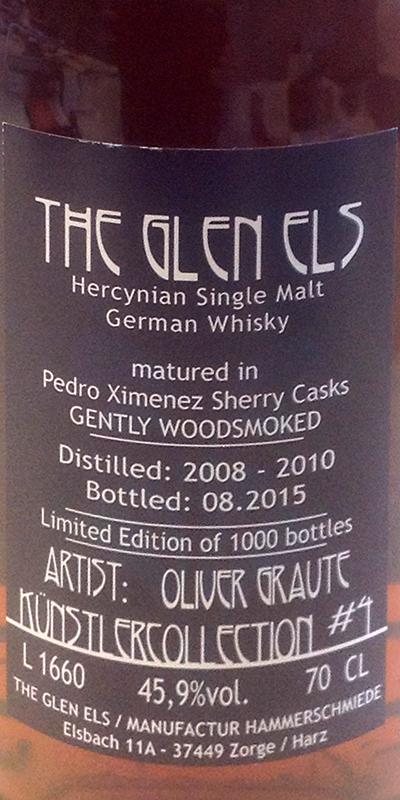 THE GLEN ELS
Hercynian Single Malt
German Whisky
matured in
Pedro Ximenez Sherry Casks
GENTLY WOODSMOKED
Distilled: 2008 - 2010
Bottled: 08.2015
Limited Edition of 1000 bottles
ARTIST: OLIVER GRAUTE
KÜNSTLERCOLLECTION #4
L 1660 45,9%vol. 70 CL
THE GLEN ELS / MANUFACTUR HAMMERSCHMIEDE
Elsbach 11A - 37449 Zorge / Harz